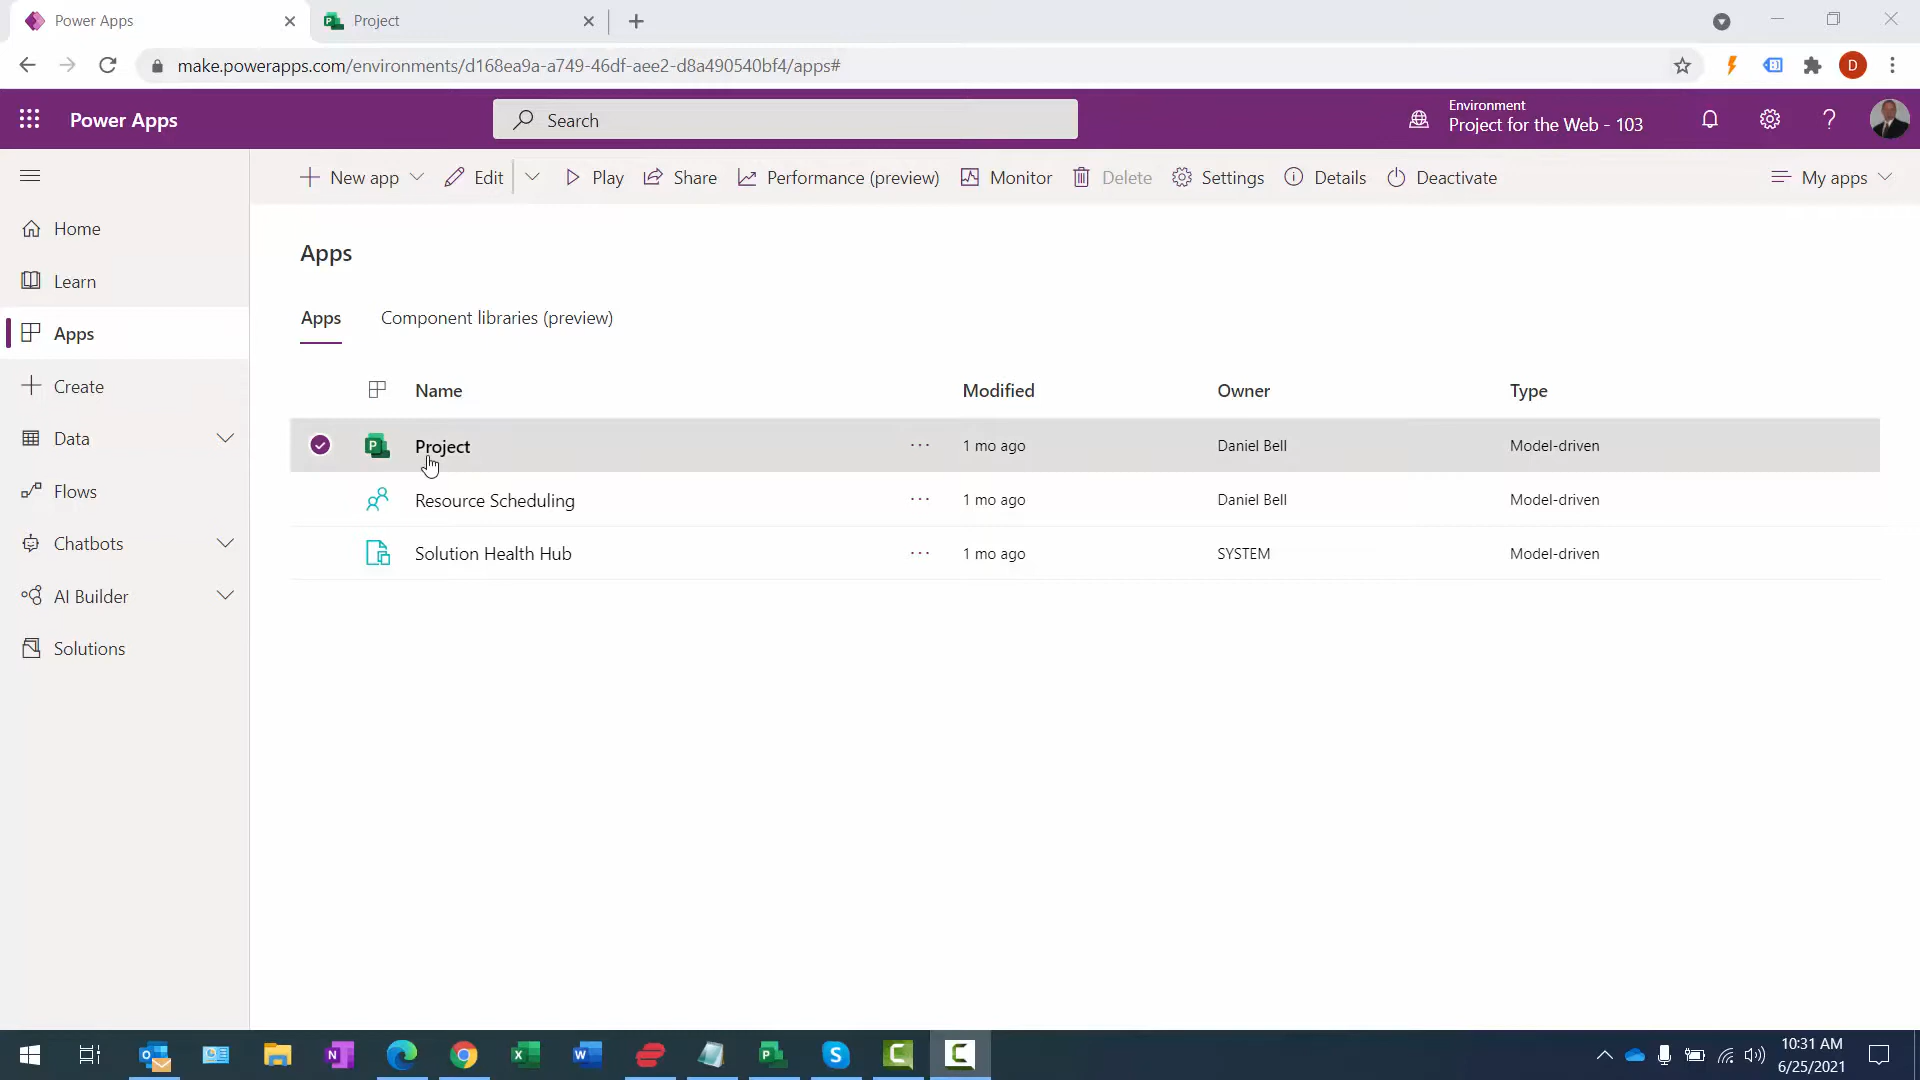 Power Apps
Project
make.powerapps.com/environments/d168ea9a-a749-46df-aee2-d8a490540bf4/apps#
D
Power Apps
Search
Environment
Project for the Web - 103
New app
Edit
Play
Share
Performance (preview)
Monitor
Delete
Settings
Details
Deactivate
My apps
Home
Learn
Apps
Create
Data
Flows
Chatbots
AI Builder
Solutions
Apps
Apps Component libraries (preview)
Name Modified Owner Type
Project ... 1 mo ago Daniel Bell Model-driven
Resource Scheduling ... 1 mo ago Daniel Bell Model-driven
Solution Health Hub ... 1 mo ago SYSTEM Model-driven
10:31 AM
6/25/2021